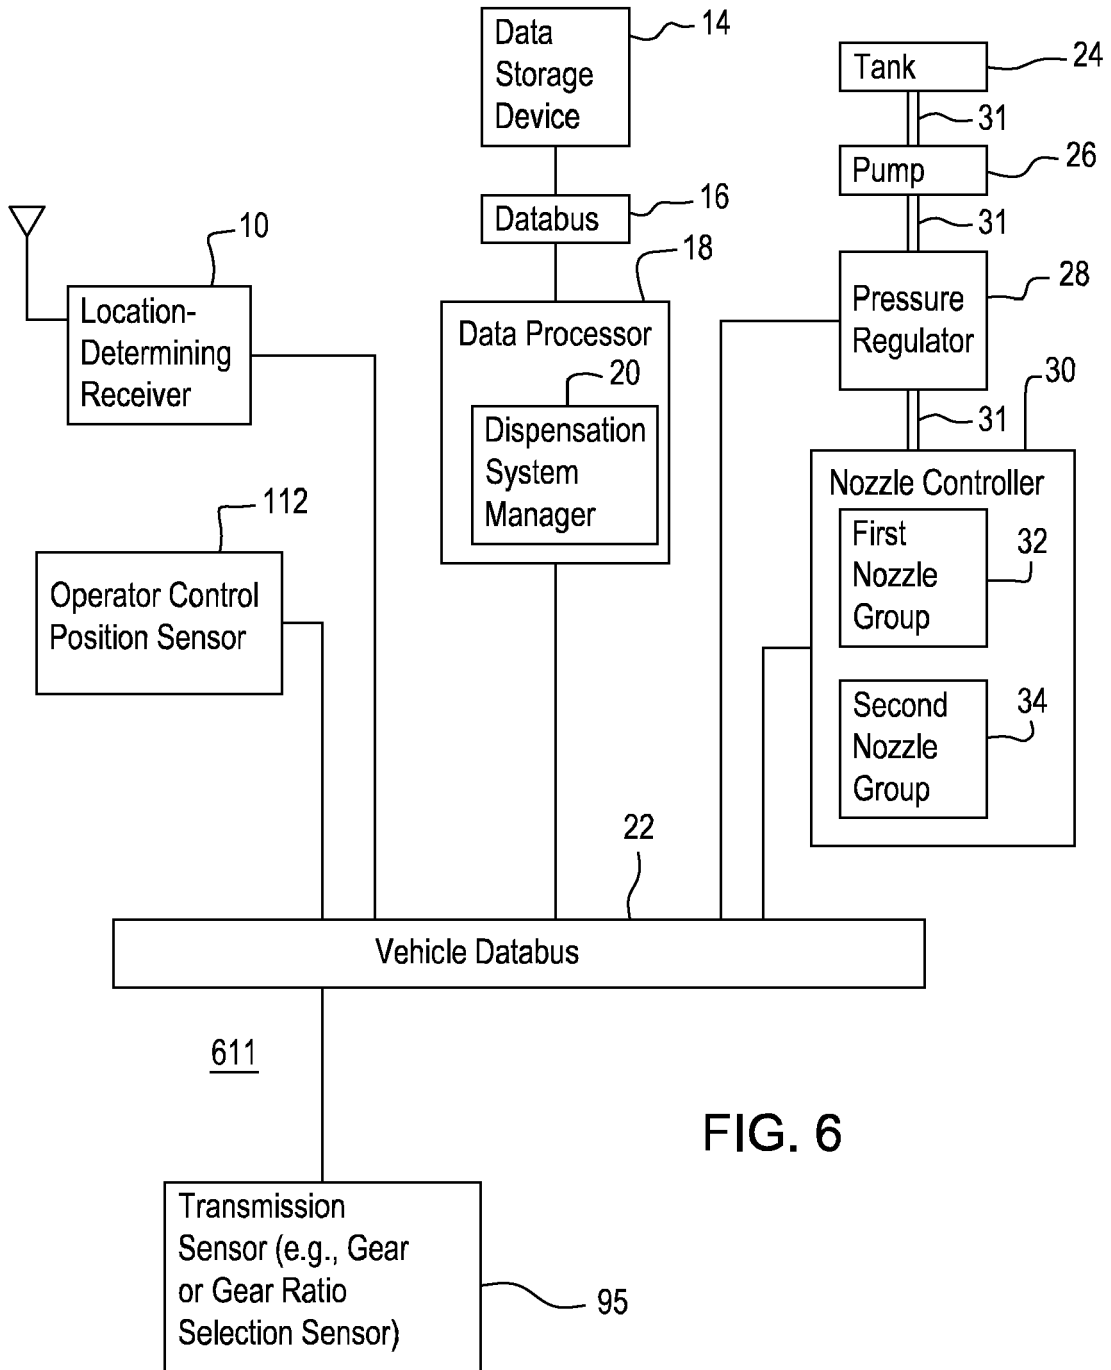 Data
Storage
Device
14
Tank
24
31
Pump
26
31
Databus
16
10
18
Location-
Determining
Receiver
Data Processor
20
Dispensation
System
Manager
Pressure
Regulator
28
31
30
Nozzle Controller
First
Nozzle
Group
32
Second
Nozzle
Group
34
112
Operator Control
Position Sensor
22
Vehicle Databus
611
FIG. 6
Transmission
Sensor (e.g., Gear
or Gear Ratio
Selection Sensor)
95